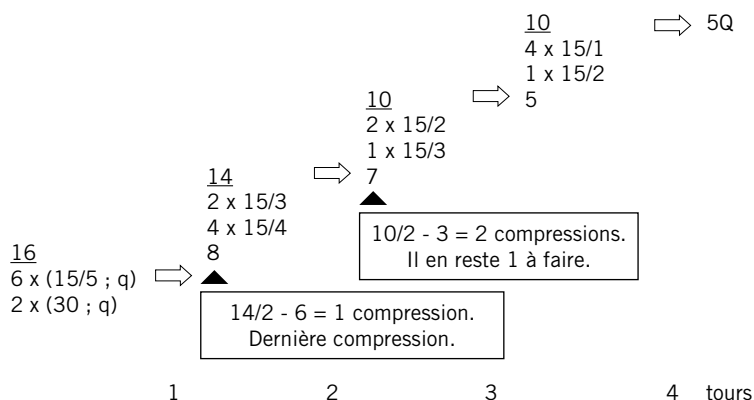 16
6 x (15/5 ; q)
2 x (30 ; q)
14
2 x 15/3
4 x 15/4
8
14/2 - 6 = 1 compression.
Dernière compression.
10
2 x 15/2
1 x 15/3
7
10/2 - 3 = 2 compressions.
Il en reste 1 à faire.
10
4 x 15/1
1 x 15/2
5
5Q
1 2 3 4 tours